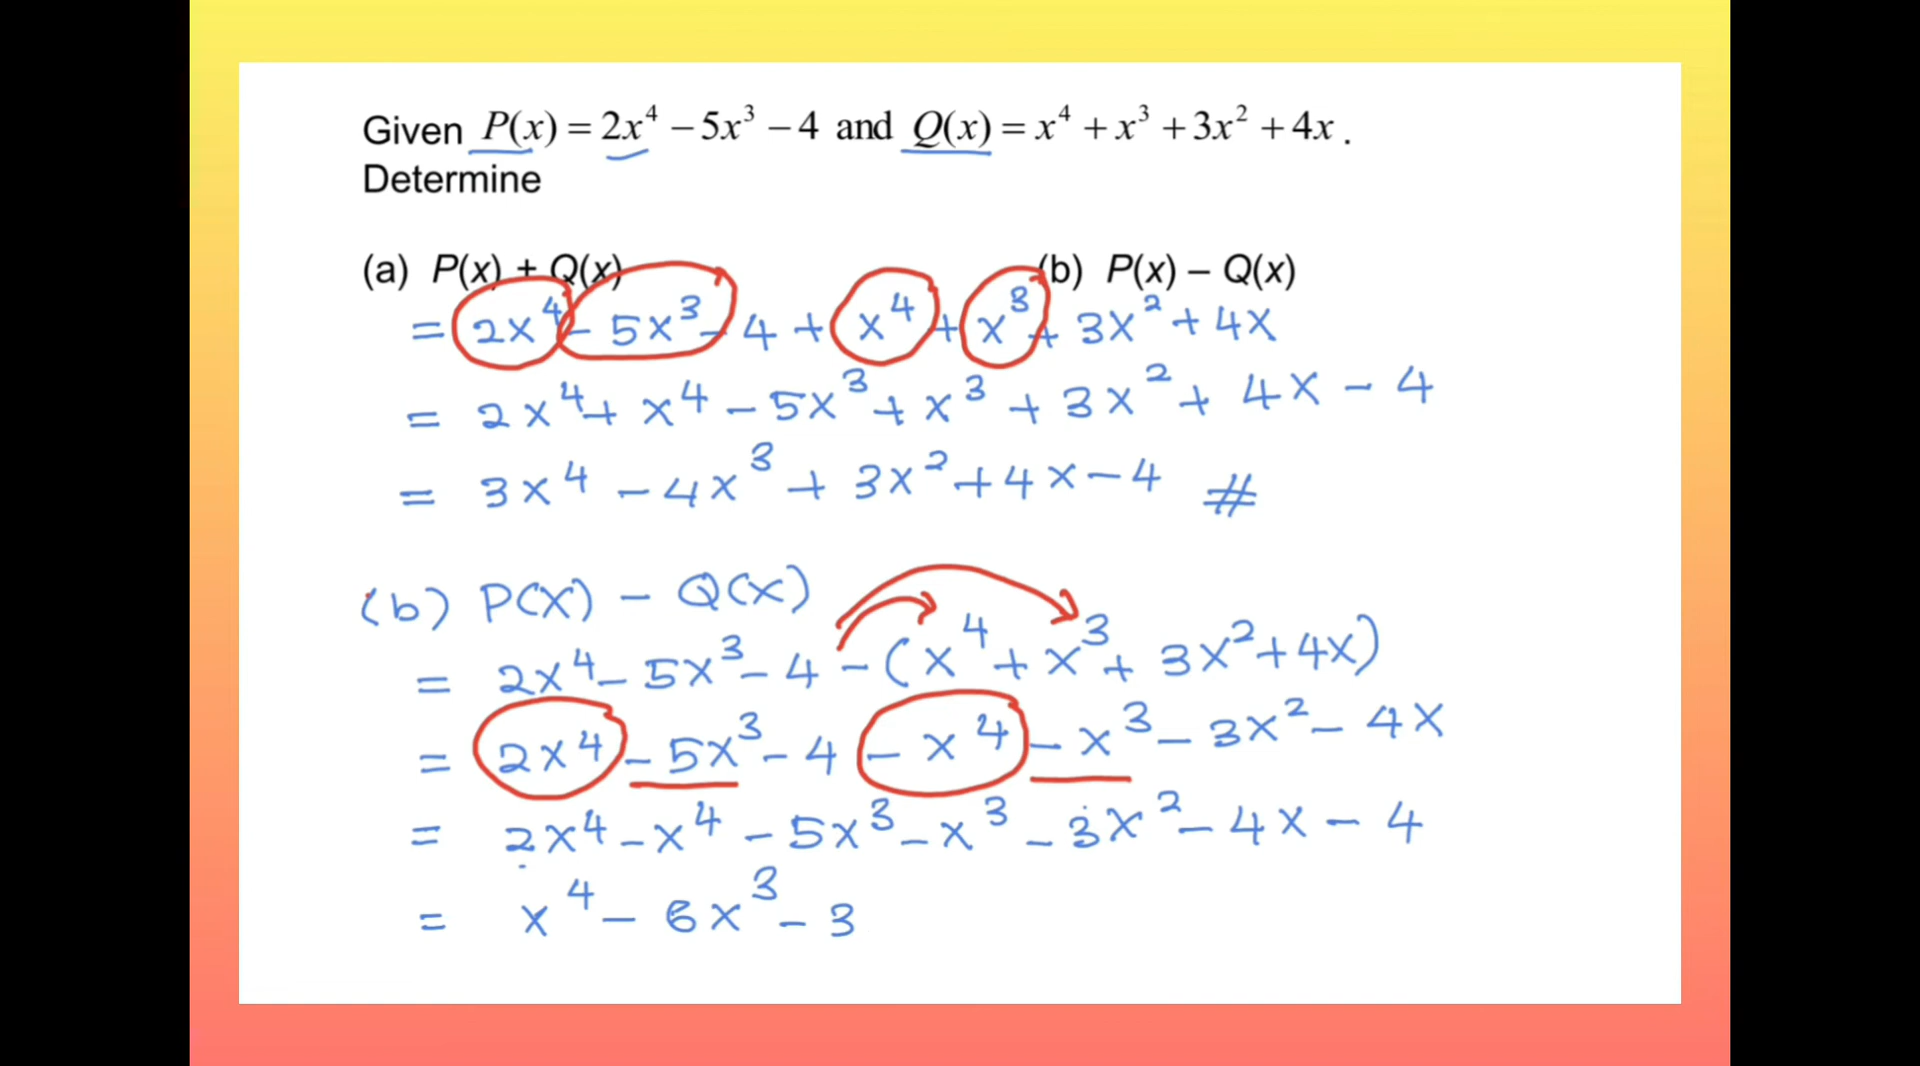 Given P(x) = 2x⁴ − 5x³ − 4 and Q(x) = x⁴ + x³ + 3x² + 4x .
Determine
(a) P(x) + Q(x) (b) P(x) – Q(x)
= 2x⁴ − 5x³ − 4 + x⁴ + x³ + 3x² + 4x
= 2x⁴ + x⁴ − 5x³ + x³ + 3x² + 4x − 4
= 3x⁴ − 4x³ + 3x² + 4x − 4 #
(b) P(x) − Q(x)
= 2x⁴ − 5x³ − 4 − (x⁴ + x³ + 3x² + 4x)
= 2x⁴ − 5x³ − 4 − x⁴ − x³ − 3x² − 4x
= 2x⁴ − x⁴ − 5x³ − x³ − 3x² − 4x − 4
= x⁴ − 6x³ − 3